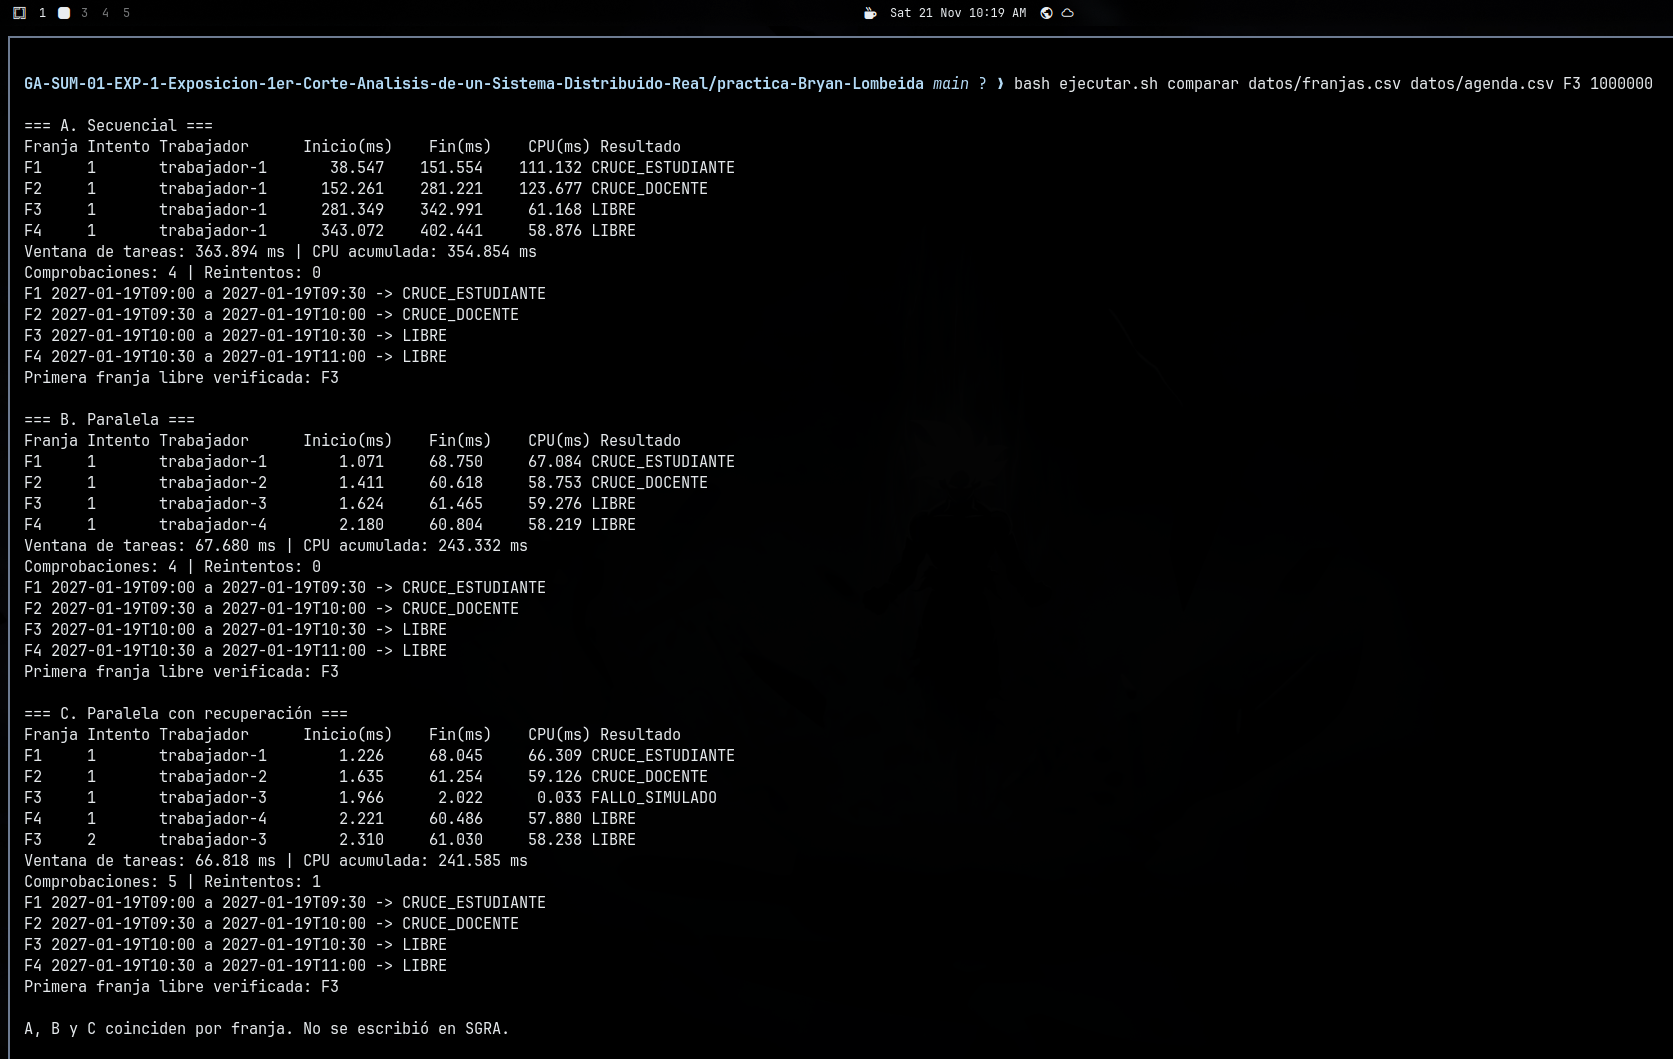 1 3 4 5 Sat 21 Nov 10:19 AM
GA-SUM-01-EXP-1-Exposicion-1er-Corte-Analisis-de-un-Sistema-Distribuido-Real/practica-Bryan-Lombeida main ? ❯ bash ejecutar.sh comparar datos/franjas.csv datos/agenda.csv F3 1000000
=== A. Secuencial ===
Franja Intento Trabajador Inicio(ms) Fin(ms) CPU(ms) Resultado
F1 1 trabajador-1 38.547 151.554 111.132 CRUCE_ESTUDIANTE
F2 1 trabajador-1 152.261 281.221 123.677 CRUCE_DOCENTE
F3 1 trabajador-1 281.349 342.991 61.168 LIBRE
F4 1 trabajador-1 343.072 402.441 58.876 LIBRE
Ventana de tareas: 363.894 ms | CPU acumulada: 354.854 ms
Comprobaciones: 4 | Reintentos: 0
F1 2027-01-19T09:00 a 2027-01-19T09:30 -> CRUCE_ESTUDIANTE
F2 2027-01-19T09:30 a 2027-01-19T10:00 -> CRUCE_DOCENTE
F3 2027-01-19T10:00 a 2027-01-19T10:30 -> LIBRE
F4 2027-01-19T10:30 a 2027-01-19T11:00 -> LIBRE
Primera franja libre verificada: F3
=== B. Paralela ===
Franja Intento Trabajador Inicio(ms) Fin(ms) CPU(ms) Resultado
F1 1 trabajador-1 1.071 68.750 67.084 CRUCE_ESTUDIANTE
F2 1 trabajador-2 1.411 60.618 58.753 CRUCE_DOCENTE
F3 1 trabajador-3 1.624 61.465 59.276 LIBRE
F4 1 trabajador-4 2.180 60.804 58.219 LIBRE
Ventana de tareas: 67.680 ms | CPU acumulada: 243.332 ms
Comprobaciones: 4 | Reintentos: 0
F1 2027-01-19T09:00 a 2027-01-19T09:30 -> CRUCE_ESTUDIANTE
F2 2027-01-19T09:30 a 2027-01-19T10:00 -> CRUCE_DOCENTE
F3 2027-01-19T10:00 a 2027-01-19T10:30 -> LIBRE
F4 2027-01-19T10:30 a 2027-01-19T11:00 -> LIBRE
Primera franja libre verificada: F3
=== C. Paralela con recuperación ===
Franja Intento Trabajador Inicio(ms) Fin(ms) CPU(ms) Resultado
F1 1 trabajador-1 1.226 68.045 66.309 CRUCE_ESTUDIANTE
F2 1 trabajador-2 1.635 61.254 59.126 CRUCE_DOCENTE
F3 1 trabajador-3 1.966 2.022 0.033 FALLO_SIMULADO
F4 1 trabajador-4 2.221 60.486 57.880 LIBRE
F3 2 trabajador-3 2.310 61.030 58.238 LIBRE
Ventana de tareas: 66.818 ms | CPU acumulada: 241.585 ms
Comprobaciones: 5 | Reintentos: 1
F1 2027-01-19T09:00 a 2027-01-19T09:30 -> CRUCE_ESTUDIANTE
F2 2027-01-19T09:30 a 2027-01-19T10:00 -> CRUCE_DOCENTE
F3 2027-01-19T10:00 a 2027-01-19T10:30 -> LIBRE
F4 2027-01-19T10:30 a 2027-01-19T11:00 -> LIBRE
Primera franja libre verificada: F3
A, B y C coinciden por franja. No se escribió en SGRA.